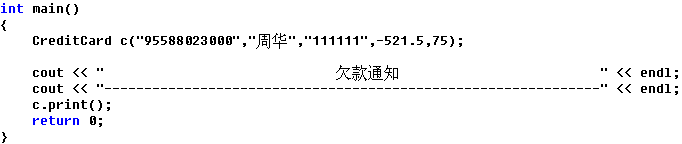 int main()
{
    CreditCard c("95588023000","周华","111111",-521.5,75);

    cout << "                             欠款通知                         " << endl;
    cout << "--------------------------------------------------------------" << endl;
    c.print();
    return 0;
}